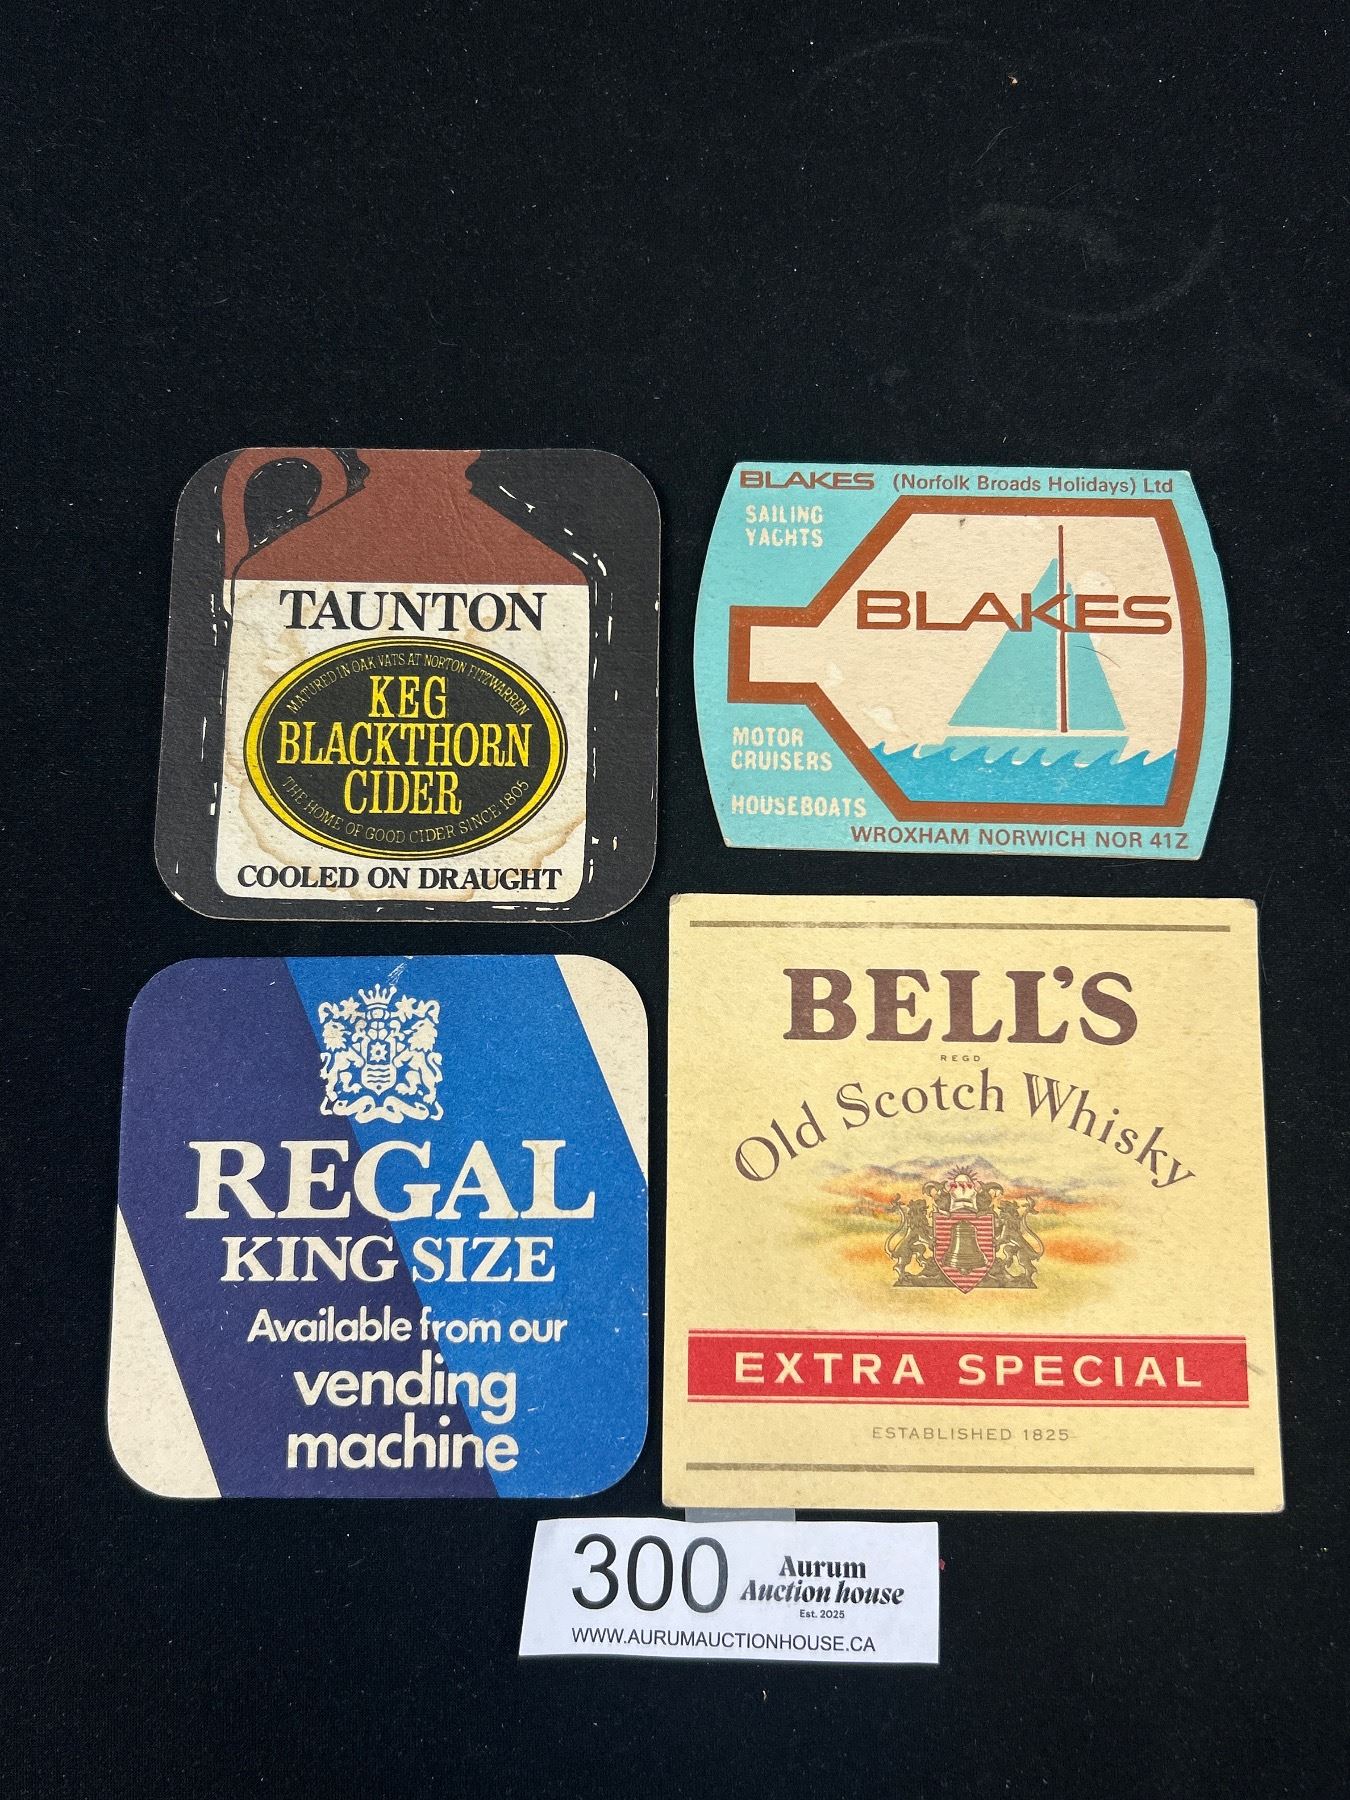 TAUNTON
MATURED IN OAK VATS AT NORTON FITZWARREN
KEG
BLACKTHORN
CIDER
THE HOME OF GOOD CIDER SINCE 1805
COOLED ON DRAUGHT
BLAKES (Norfolk Broads Holidays) Ltd
SAILING
YACHTS
BLAKES
MOTOR
CRUISERS
HOUSEBOATS
WROXHAM NORWICH NOR 41Z
REGAL
KING SIZE
Available from our
vending
machine
BELL'S
REGD
Old Scotch Whisky
EXTRA SPECIAL
ESTABLISHED 1825
300
Aurum
Auction house
Est. 2025
WWW.AURUMAUCTIONHOUSE.CA